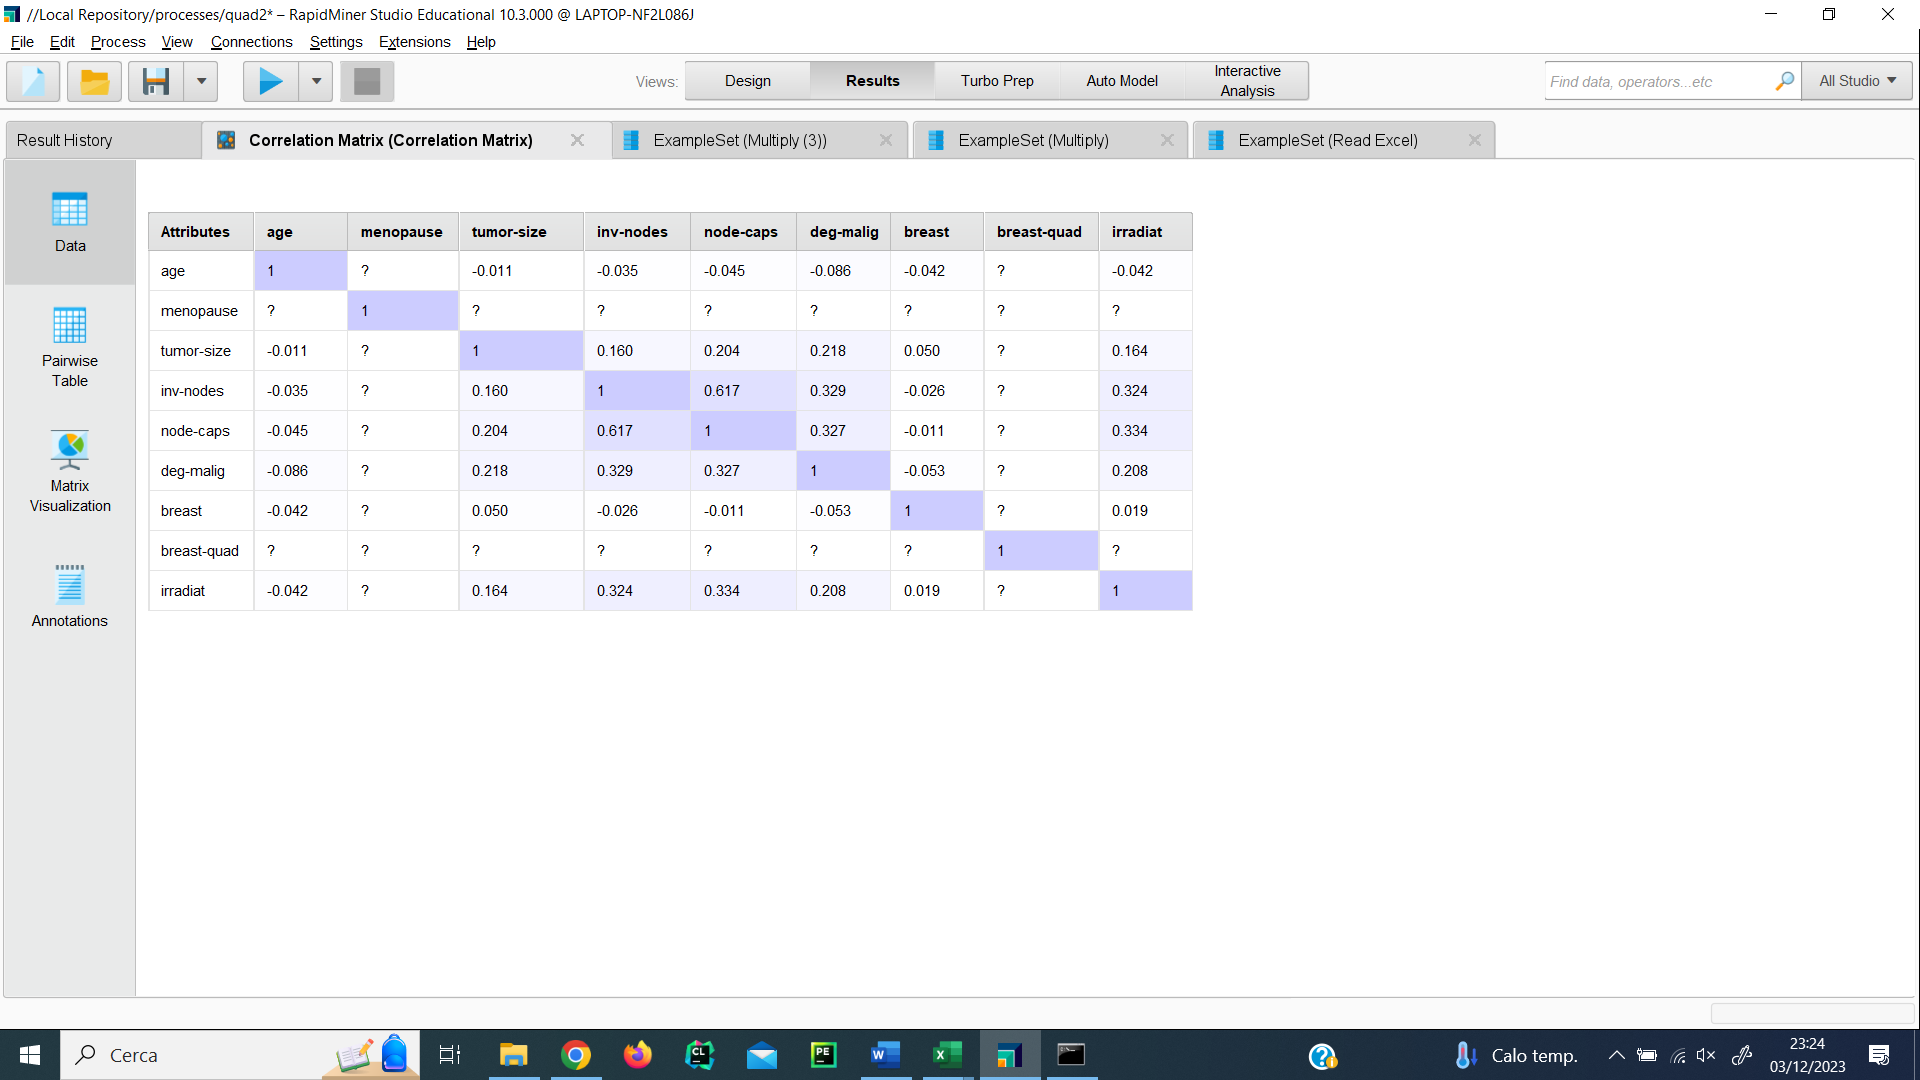 //Local Repository/processes/quad2* – RapidMiner Studio Educational 10.3.000 @ LAPTOP-NF2L086J
File Edit Process View Connections Settings Extensions Help
Views: Design Results Turbo Prep Auto Model Interactive Analysis
Find data, operators...etc All Studio
Result History Correlation Matrix (Correlation Matrix) ExampleSet (Multiply (3)) ExampleSet (Multiply) ExampleSet (Read Excel)
Data
Pairwise
Table
Matrix
Visualization
Annotations
Attributes age menopause tumor-size inv-nodes node-caps deg-malig breast breast-quad irradiat
age 1 ? -0.011 -0.035 -0.045 -0.086 -0.042 ? -0.042
menopause ? 1 ? ? ? ? ? ? ?
tumor-size -0.011 ? 1 0.160 0.204 0.218 0.050 ? 0.164
inv-nodes -0.035 ? 0.160 1 0.617 0.329 -0.026 ? 0.324
node-caps -0.045 ? 0.204 0.617 1 0.327 -0.011 ? 0.334
deg-malig -0.086 ? 0.218 0.329 0.327 1 -0.053 ? 0.208
breast -0.042 ? 0.050 -0.026 -0.011 -0.053 1 ? 0.019
breast-quad ? ? ? ? ? ? ? 1 ?
irradiat -0.042 ? 0.164 0.324 0.334 0.208 0.019 ? 1
Cerca
CL
PE
W
X
Calo temp.
23:24
03/12/2023